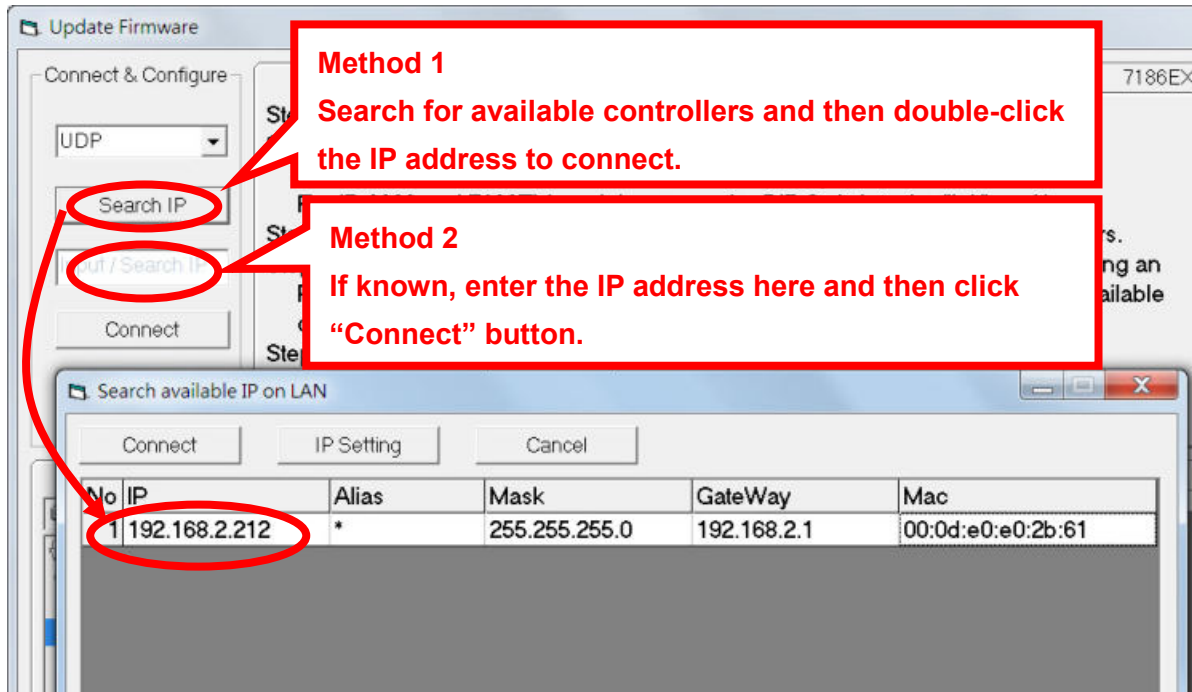 Update Firmware
Connect & Configure
7186EX
Method 1
Search for available controllers and then double-click
the IP address to connect.
UDP
Search IP
Method 2
If known, enter the IP address here and then click
“Connect” button.
Input / Search IP
ng an
ailable
Connect
Search available IP on LAN
Connect IP Setting Cancel
No IP Alias Mask GateWay Mac
1 192.168.2.212 * 255.255.255.0 192.168.2.1 00:0d:e0:e0:2b:61